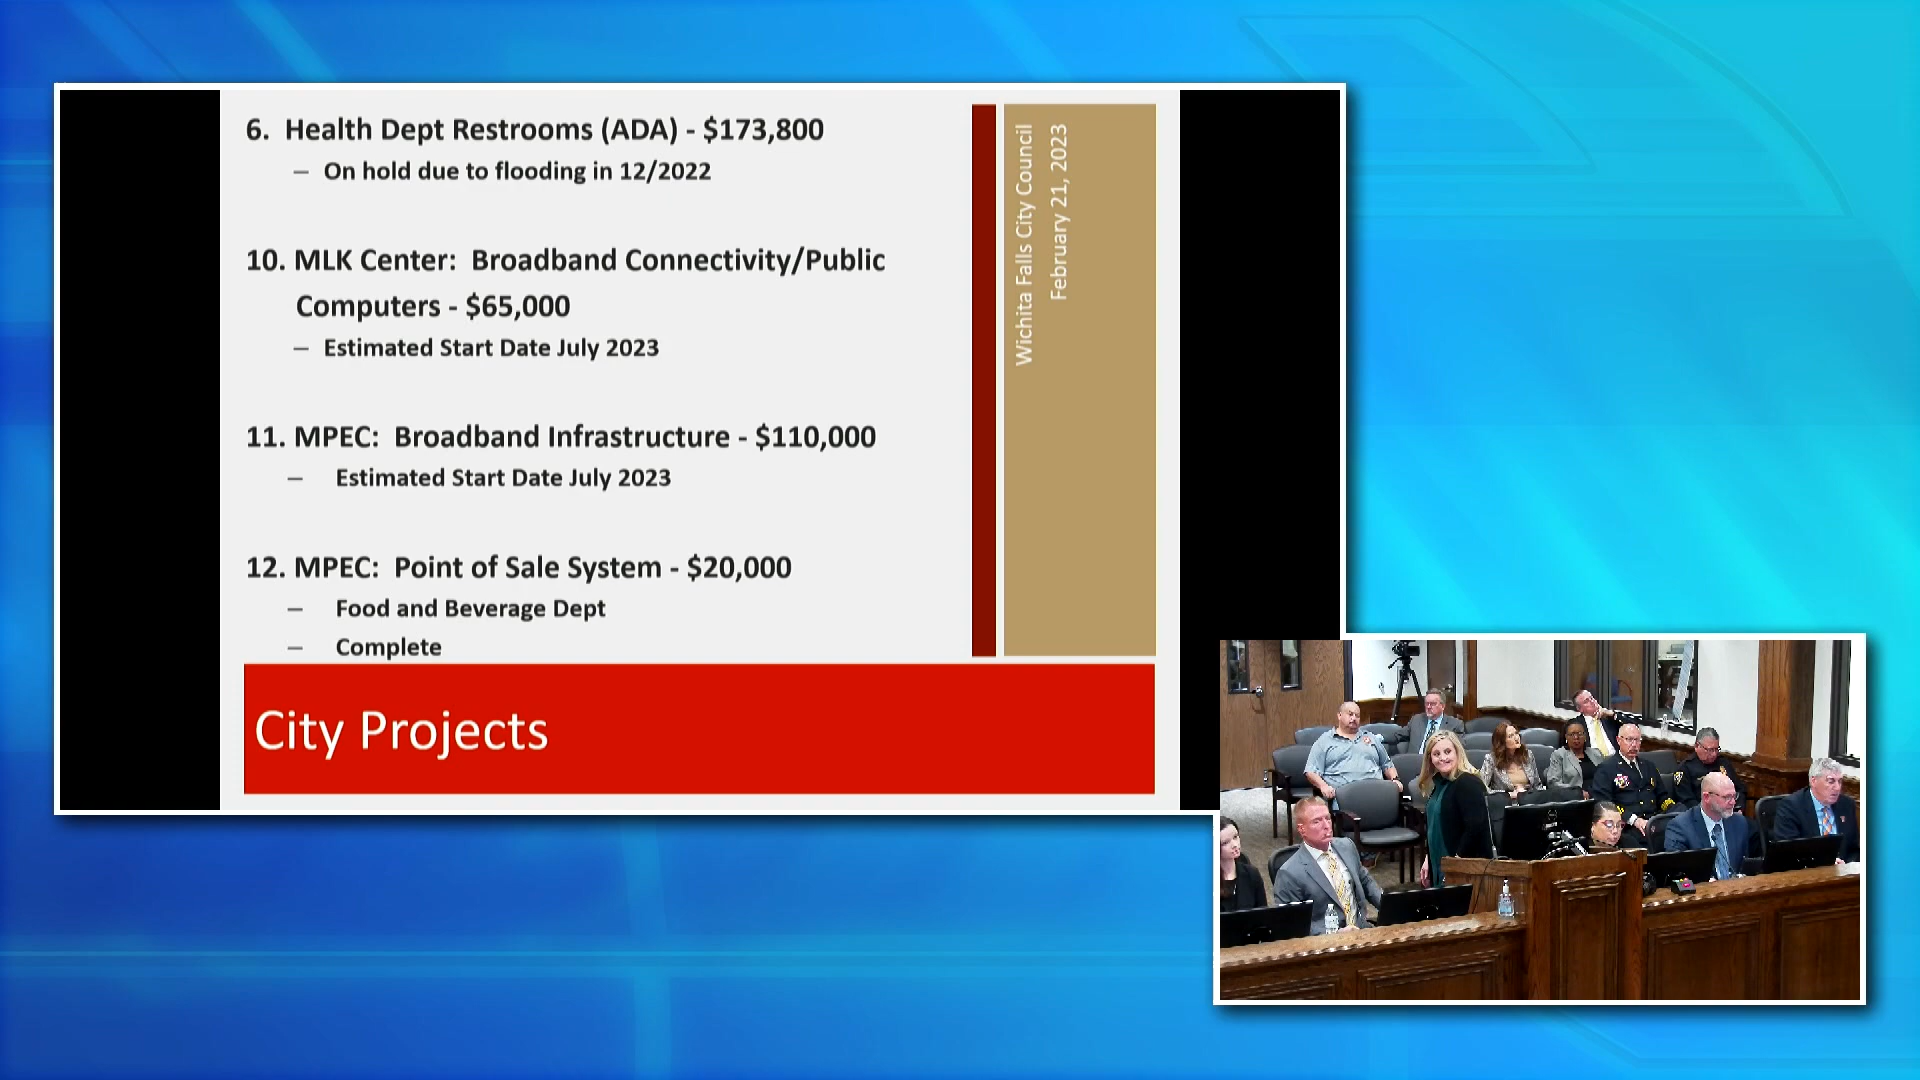 6. Health Dept Restrooms (ADA) - $173,800
– On hold due to flooding in 12/2022
10. MLK Center: Broadband Connectivity/Public
Computers - $65,000
– Estimated Start Date July 2023
11. MPEC: Broadband Infrastructure - $110,000
– Estimated Start Date July 2023
12. MPEC: Point of Sale System - $20,000
– Food and Beverage Dept
– Complete
Wichita Falls City Council
February 21, 2023
City Projects